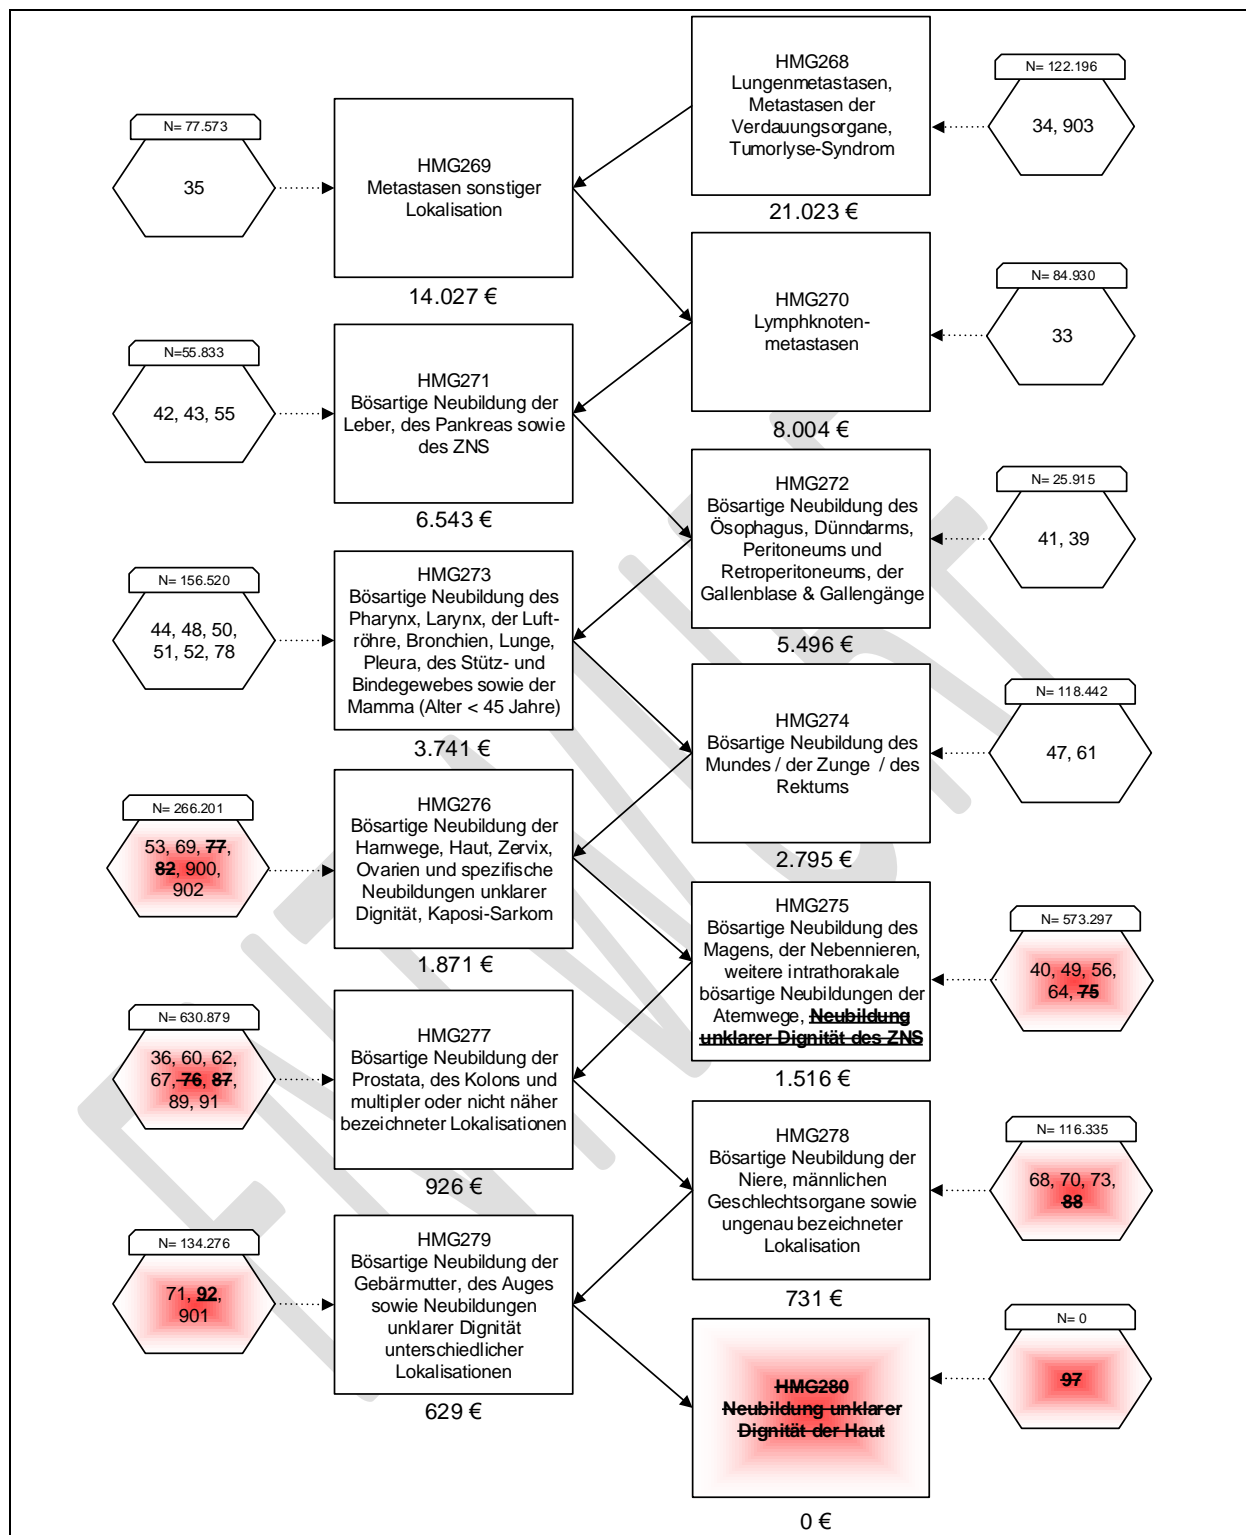 HMG268
Lungenmetastasen,
Metastasen der
Verdauungsorgane,
Tumorlyse-Syndrom
21.023 €
N= 122.196
34, 903
N= 77.573
35
HMG269
Metastasen sonstiger
Lokalisation
14.027 €
HMG270
Lymphknoten-
metastasen
8.004 €
N= 84.930
33
N=55.833
42, 43, 55
HMG271
Bösartige Neubildung der
Leber, des Pankreas sowie
des ZNS
6.543 €
HMG272
Bösartige Neubildung des
Ösophagus, Dünndarms,
Peritoneums und
Retroperitoneums, der
Gallenblase & Gallengänge
5.496 €
N= 25.915
41, 39
N= 156.520
44, 48, 50,
51, 52, 78
HMG273
Bösartige Neubildung des
Pharynx, Larynx, der Luft-
röhre, Bronchien, Lunge,
Pleura, des Stütz- und
Bindegewebes sowie der
Mamma (Alter < 45 Jahre)
3.741 €
HMG274
Bösartige Neubildung des
Mundes / der Zunge / des
Rektums
2.795 €
N= 118.442
47, 61
N= 266.201
53, 69, 77,
82, 900,
902
HMG276
Bösartige Neubildung der
Harnwege, Haut, Zervix,
Ovarien und spezifische
Neubildungen unklarer
Dignität, Kaposi-Sarkom
1.871 €
HMG275
Bösartige Neubildung des
Magens, der Nebennieren,
weitere intrathorakale
bösartige Neubildungen der
Atemwege, Neubildung
unklarer Dignität des ZNS
1.516 €
N= 573.297
40, 49, 56,
64, 75
N= 630.879
36, 60, 62,
67, 76, 87,
89, 91
HMG277
Bösartige Neubildung der
Prostata, des Kolons und
multipler oder nicht näher
bezeichneter Lokalisationen
926 €
HMG278
Bösartige Neubildung der
Niere, männlichen
Geschlechtsorgane sowie
ungenau bezeichneter
Lokalisation
731 €
N= 116.335
68, 70, 73,
88
N= 134.276
71, 92,
901
HMG279
Bösartige Neubildung der
Gebärmutter, des Auges
sowie Neubildungen
unklarer Dignität
unterschiedlicher
Lokalisationen
629 €
HMG280
Neubildung unklarer
Dignität der Haut
0 €
N= 0
97
ENTWURF